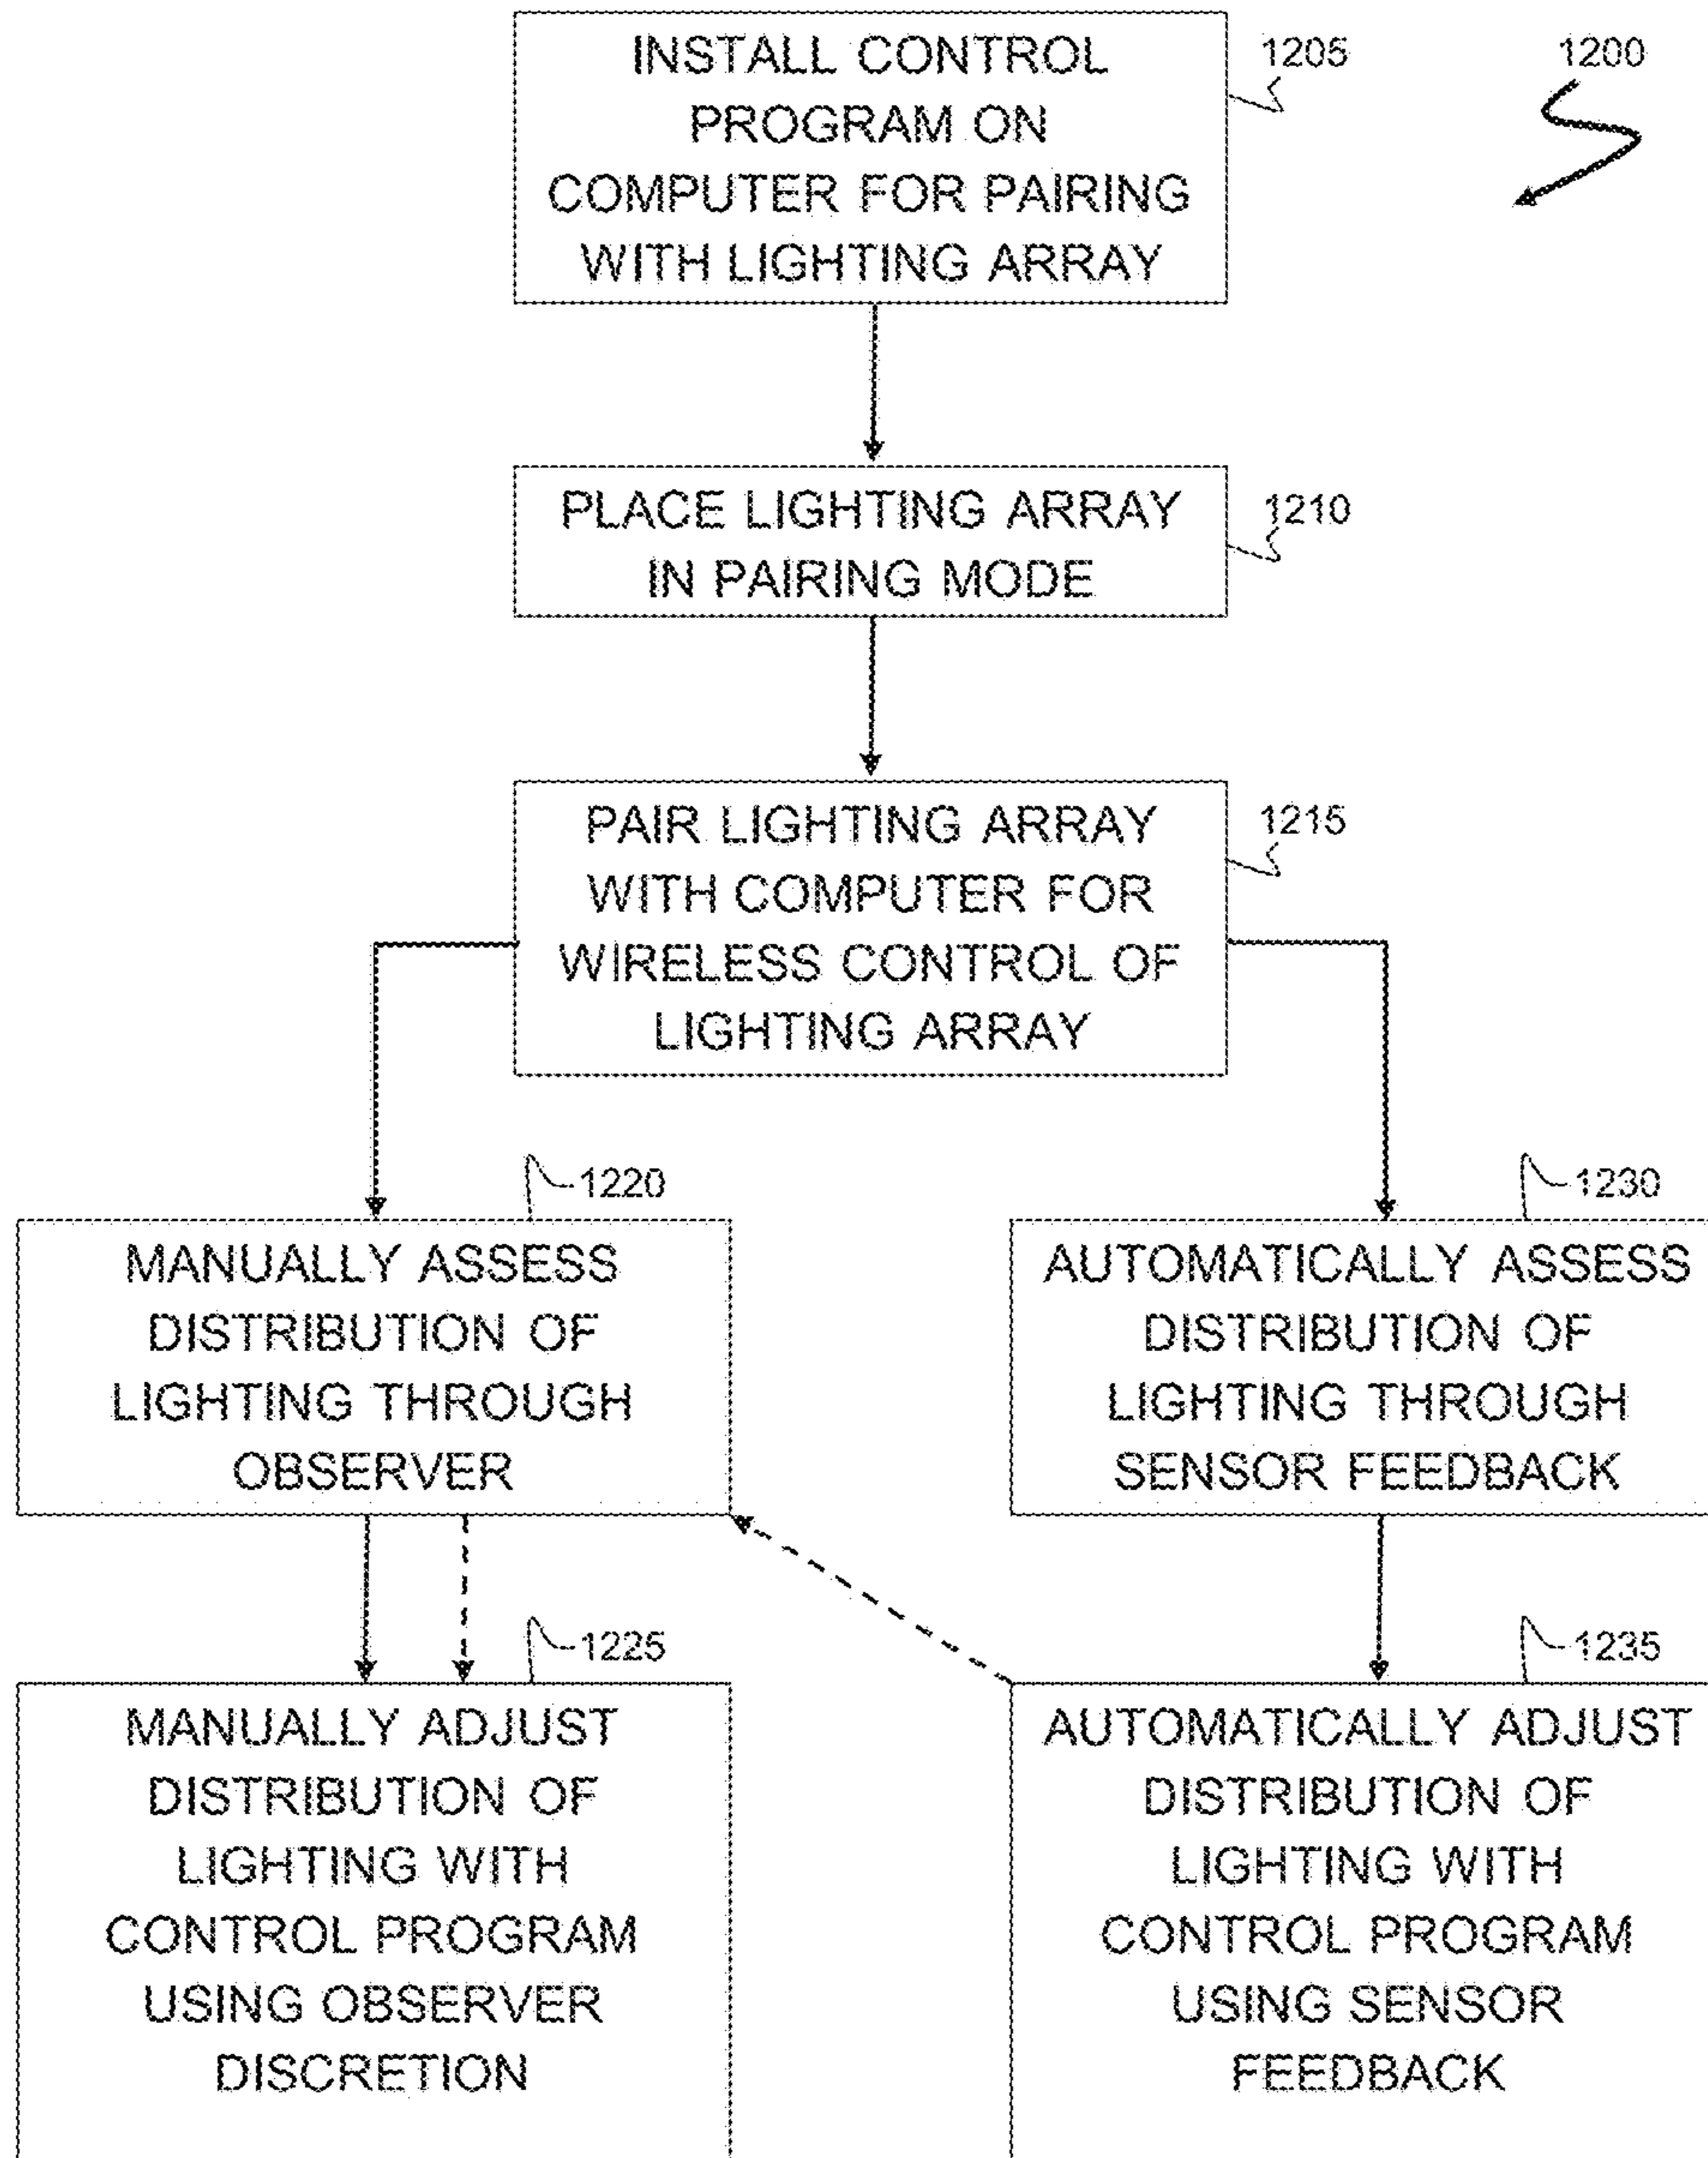 INSTALL CONTROL
PROGRAM ON
COMPUTER FOR PAIRING
WITH LIGHTING ARRAY
1205
1200
PLACE LIGHTING ARRAY
IN PAIRING MODE
1210
PAIR LIGHTING ARRAY
WITH COMPUTER FOR
WIRELESS CONTROL OF
LIGHTING ARRAY
1215
1220
MANUALLY ASSESS
DISTRIBUTION OF
LIGHTING THROUGH
OBSERVER
1230
AUTOMATICALLY ASSESS
DISTRIBUTION OF
LIGHTING THROUGH
SENSOR FEEDBACK
1225
MANUALLY ADJUST
DISTRIBUTION OF
LIGHTING WITH
CONTROL PROGRAM
USING OBSERVER
DISCRETION
1235
AUTOMATICALLY ADJUST
DISTRIBUTION OF
LIGHTING WITH
CONTROL PROGRAM
USING SENSOR
FEEDBACK